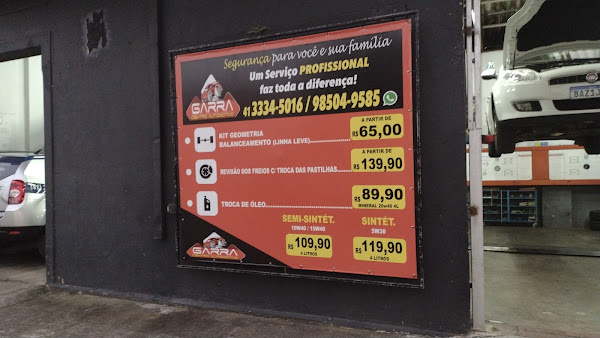 Segurança para você e sua família
Um Serviço PROFISSIONAL
faz toda a diferença!
41 3334-5016 / 98504-9585
GARRA
CENTRO AUTOMOTIVO
KIT GEOMETRIA
BALANCEAMENTO (LINHA LEVE)
A PARTIR DE
R$ 65,00
REVISÃO DOS FREIOS C/ TROCA DAS PASTILHAS
A PARTIR DE
R$ 139,90
TROCA DE ÓLEO
R$ 89,90
MINERAL 20w40 4L
SEMI-SINTÉT.
10W40 / 15W40
R$ 109,90
4 LITROS
SINTÉT.
5W30
R$ 119,90
4 LITROS
GARRA